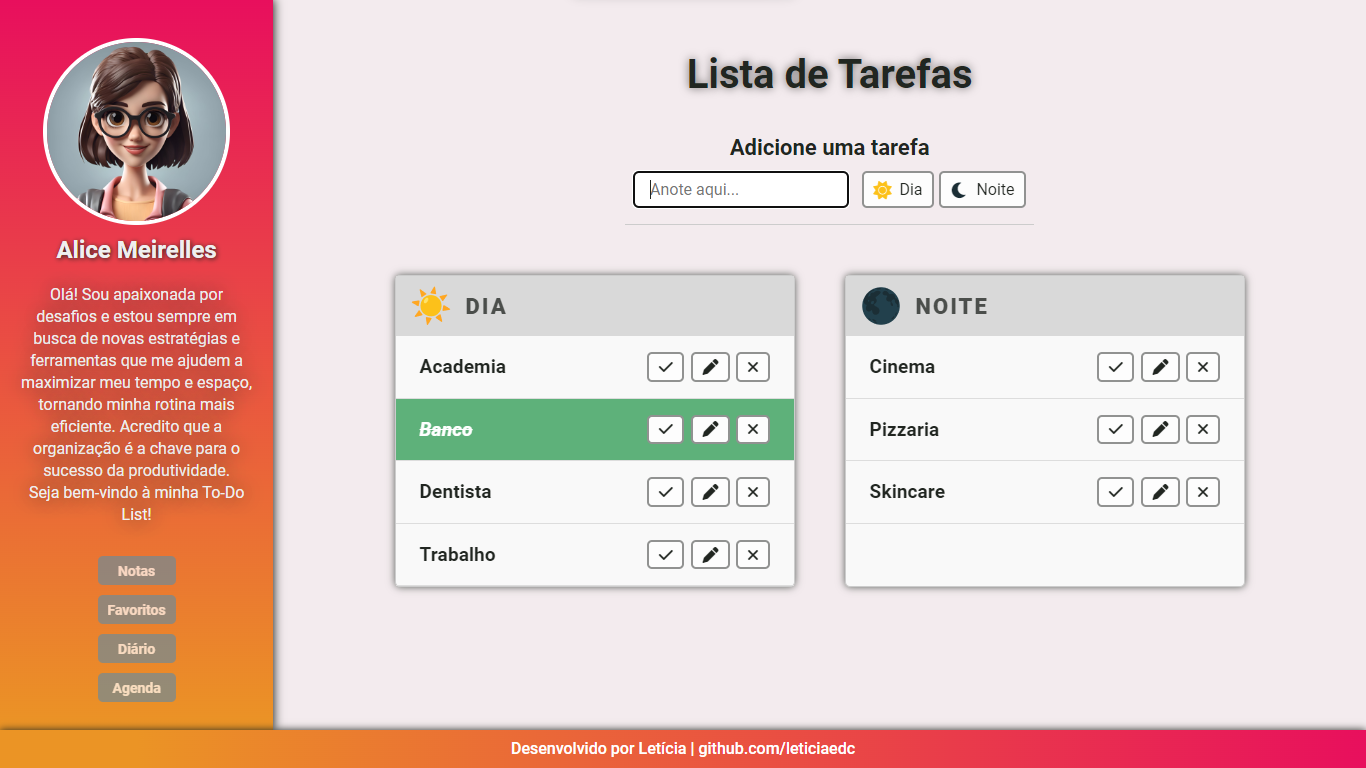 Alice Meirelles
Olá! Sou apaixonada por
desafios e estou sempre em
busca de novas estratégias e
ferramentas que me ajudem a
maximizar meu tempo e espaço,
tornando minha rotina mais
eficiente. Acredito que a
organização é a chave para o
sucesso da produtividade.
Seja bem-vindo à minha To-Do
List!
Notas
Favoritos
Diário
Agenda
Lista de Tarefas
Adicione uma tarefa
Anote aqui...
Dia
Noite
DIA
Academia
Banco
Dentista
Trabalho
NOITE
Cinema
Pizzaria
Skincare
Desenvolvido por Letícia | github.com/leticiaedc